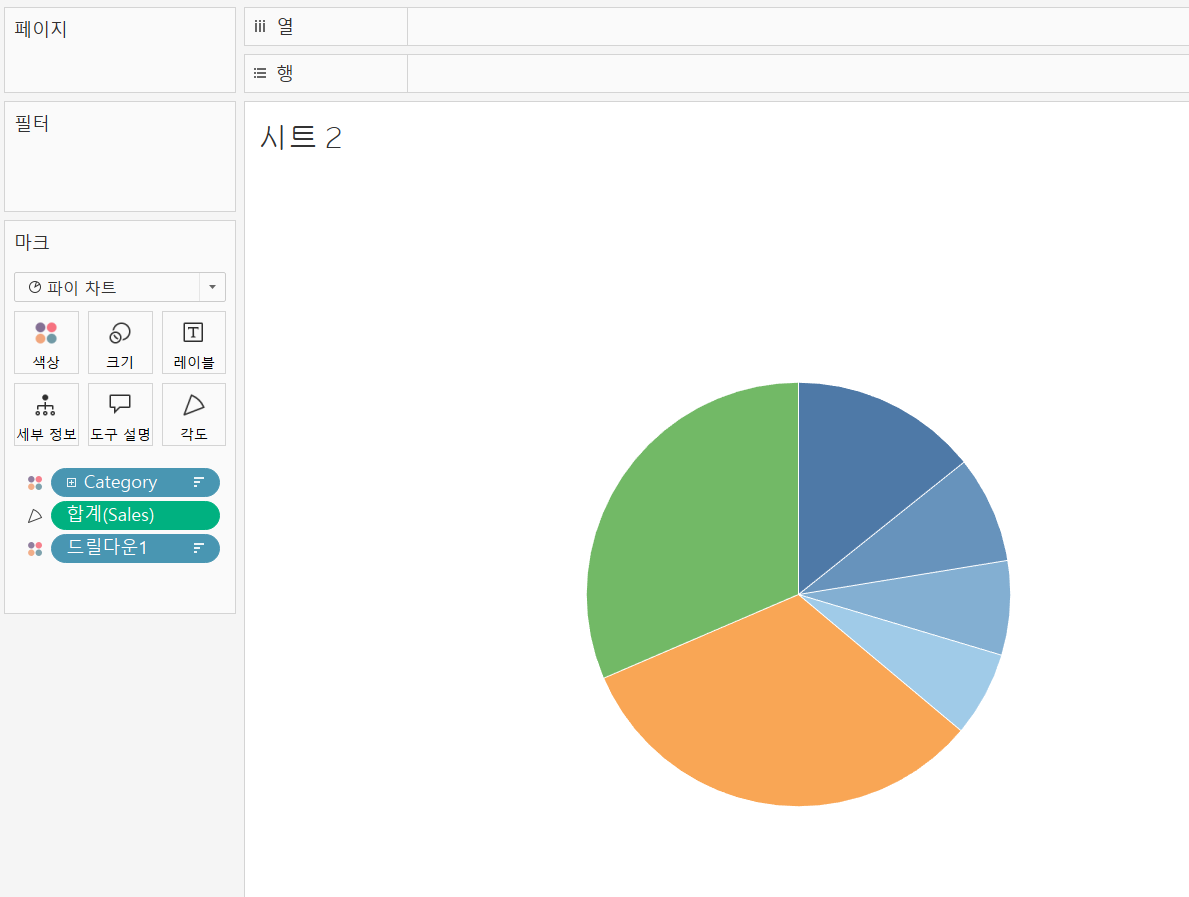 페이지
열
행
필터
시트 2
마크
파이 차트
색상
크기
레이블
세부 정보
도구 설명
각도
Category
합계(Sales)
드릴다운1